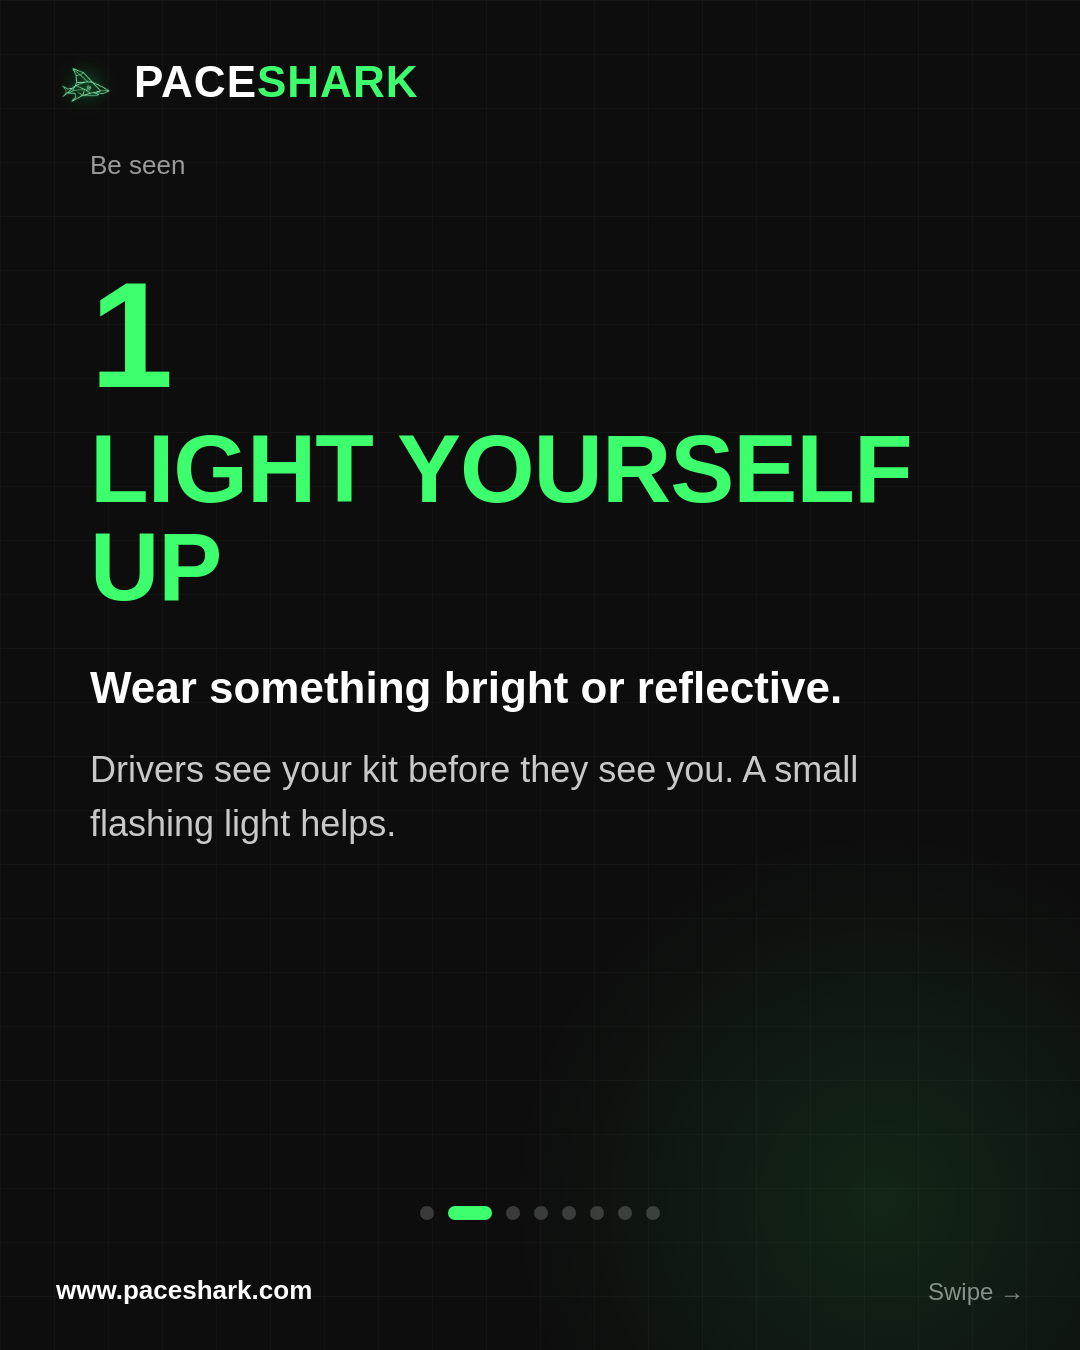 PACESHARK
Be seen
1
LIGHT YOURSELF
UP
Wear something bright or reflective.
Drivers see your kit before they see you. A small
flashing light helps.
www.paceshark.com
Swipe →